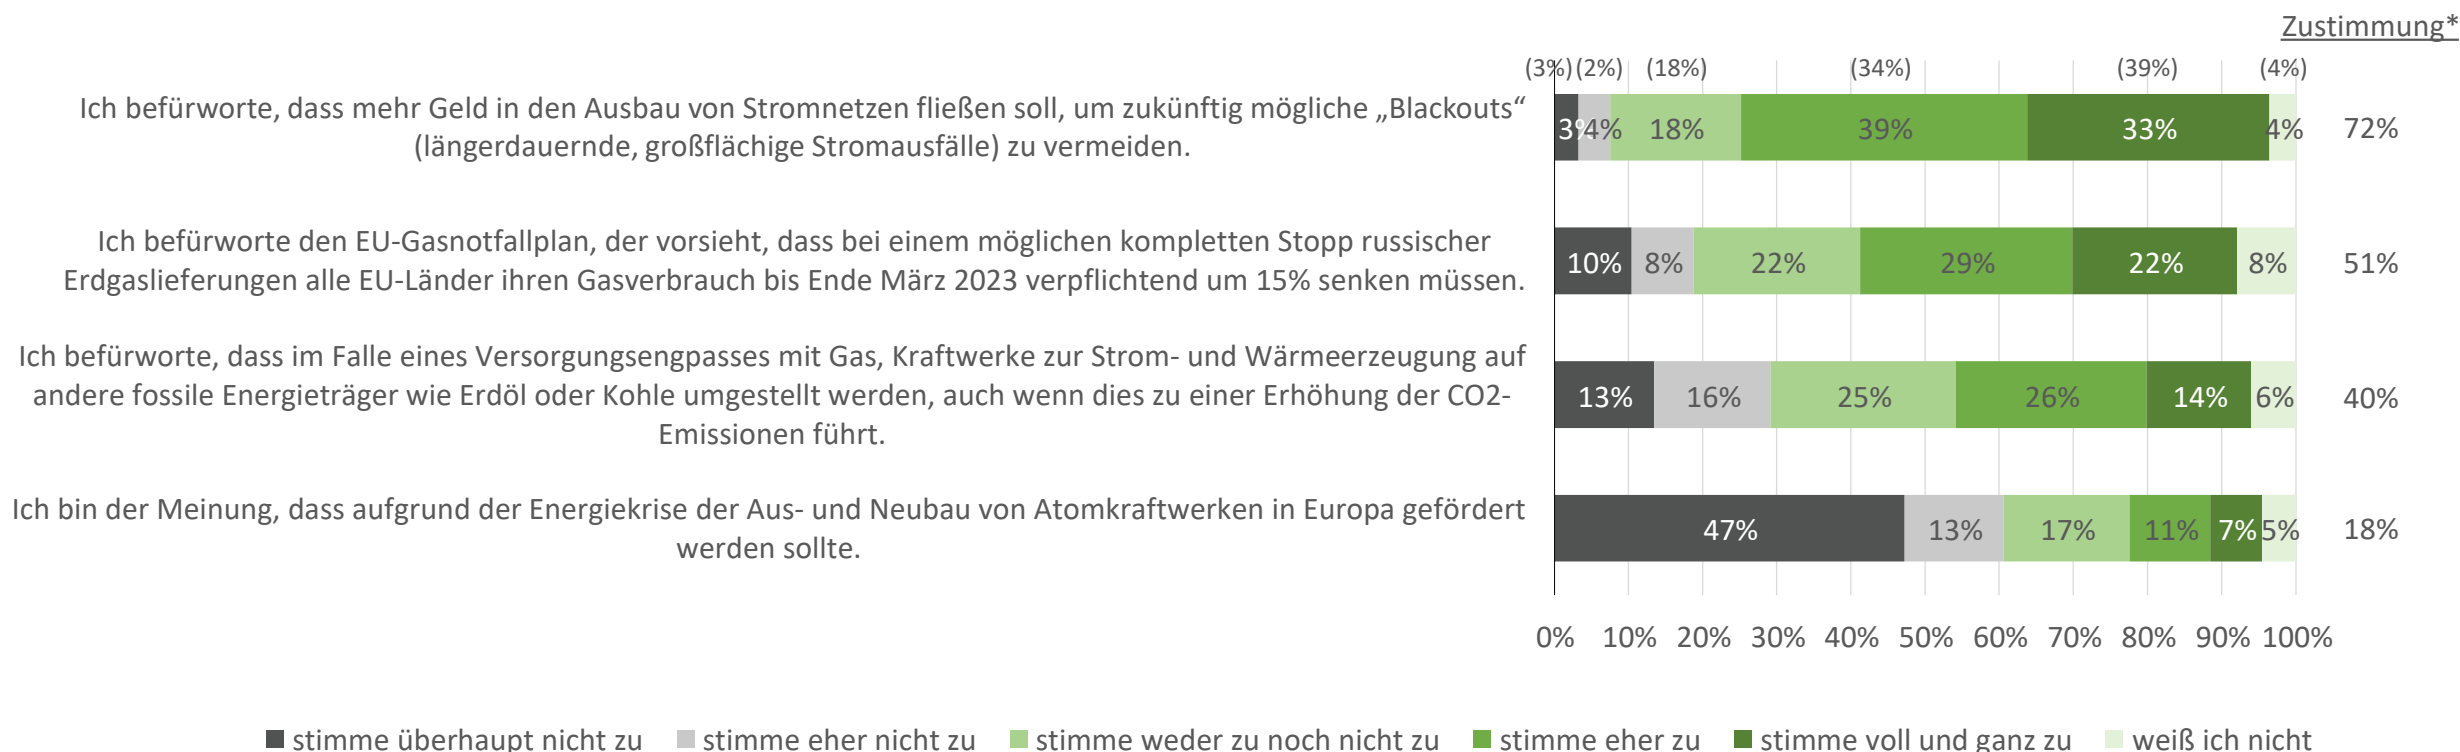 Zustimmung*
(3%) (2%) (18%) (34%) (39%) (4%)
Ich befürworte, dass mehr Geld in den Ausbau von Stromnetzen fließen soll, um zukünftig mögliche „Blackouts“
(längerdauernde, großflächige Stromausfälle) zu vermeiden.
3% 4% 18% 39% 33% 4% 72%
Ich befürworte den EU-Gasnotfallplan, der vorsieht, dass bei einem möglichen kompletten Stopp russischer
Erdgaslieferungen alle EU-Länder ihren Gasverbrauch bis Ende März 2023 verpflichtend um 15% senken müssen.
10% 8% 22% 29% 22% 8% 51%
Ich befürworte, dass im Falle eines Versorgungsengpasses mit Gas, Kraftwerke zur Strom- und Wärmeerzeugung auf
andere fossile Energieträger wie Erdöl oder Kohle umgestellt werden, auch wenn dies zu einer Erhöhung der CO2-
Emissionen führt.
13% 16% 25% 26% 14% 6% 40%
Ich bin der Meinung, dass aufgrund der Energiekrise der Aus- und Neubau von Atomkraftwerken in Europa gefördert
werden sollte.
47% 13% 17% 11% 7% 5% 18%
0% 10% 20% 30% 40% 50% 60% 70% 80% 90% 100%
stimme überhaupt nicht zu stimme eher nicht zu stimme weder zu noch nicht zu stimme eher zu stimme voll und ganz zu weiß ich nicht